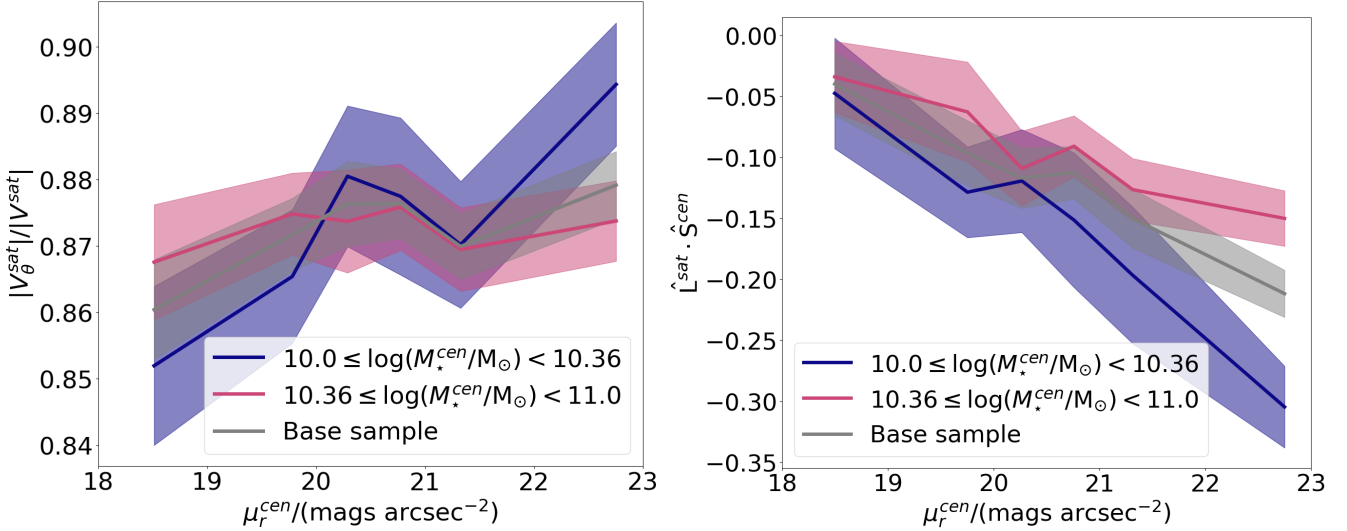 0.90
0.89
0.88
0.87
0.86
0.85
0.84
|V_θ^{sat}|/|V^{sat}|
10.0 ≤ log(M_⋆^{cen}/M_⊙) < 10.36
10.36 ≤ log(M_⋆^{cen}/M_⊙) < 11.0
Base sample
18 19 20 21 22 23
μ_r^{cen}/(mags arcsec^{−2})
0.00
−0.05
−0.10
−0.15
−0.20
−0.25
−0.30
−0.35
L̂^{sat} · Ŝ^{cen}
10.0 ≤ log(M_⋆^{cen}/M_⊙) < 10.36
10.36 ≤ log(M_⋆^{cen}/M_⊙) < 11.0
Base sample
18 19 20 21 22 23
μ_r^{cen}/(mags arcsec^{−2})